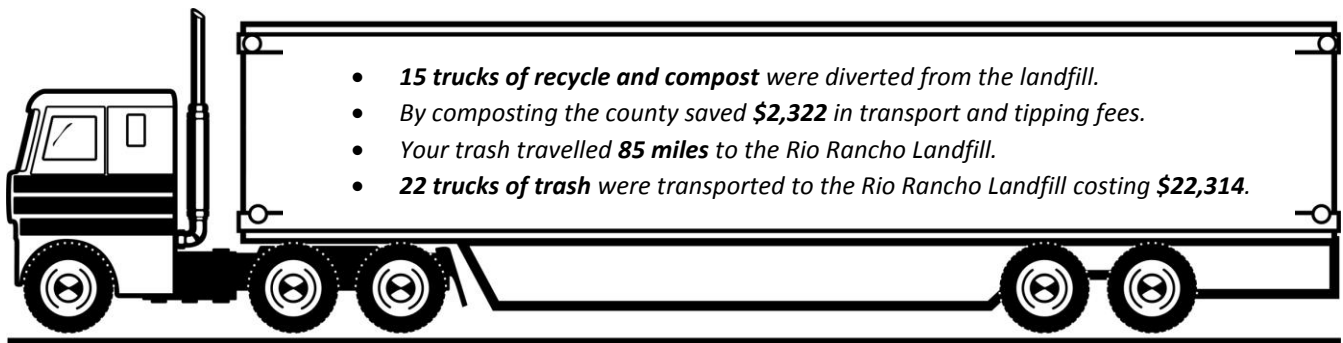 • 15 trucks of recycle and compost were diverted from the landfill.
• By composting the county saved $2,322 in transport and tipping fees.
• Your trash travelled 85 miles to the Rio Rancho Landfill.
• 22 trucks of trash were transported to the Rio Rancho Landfill costing $22,314.